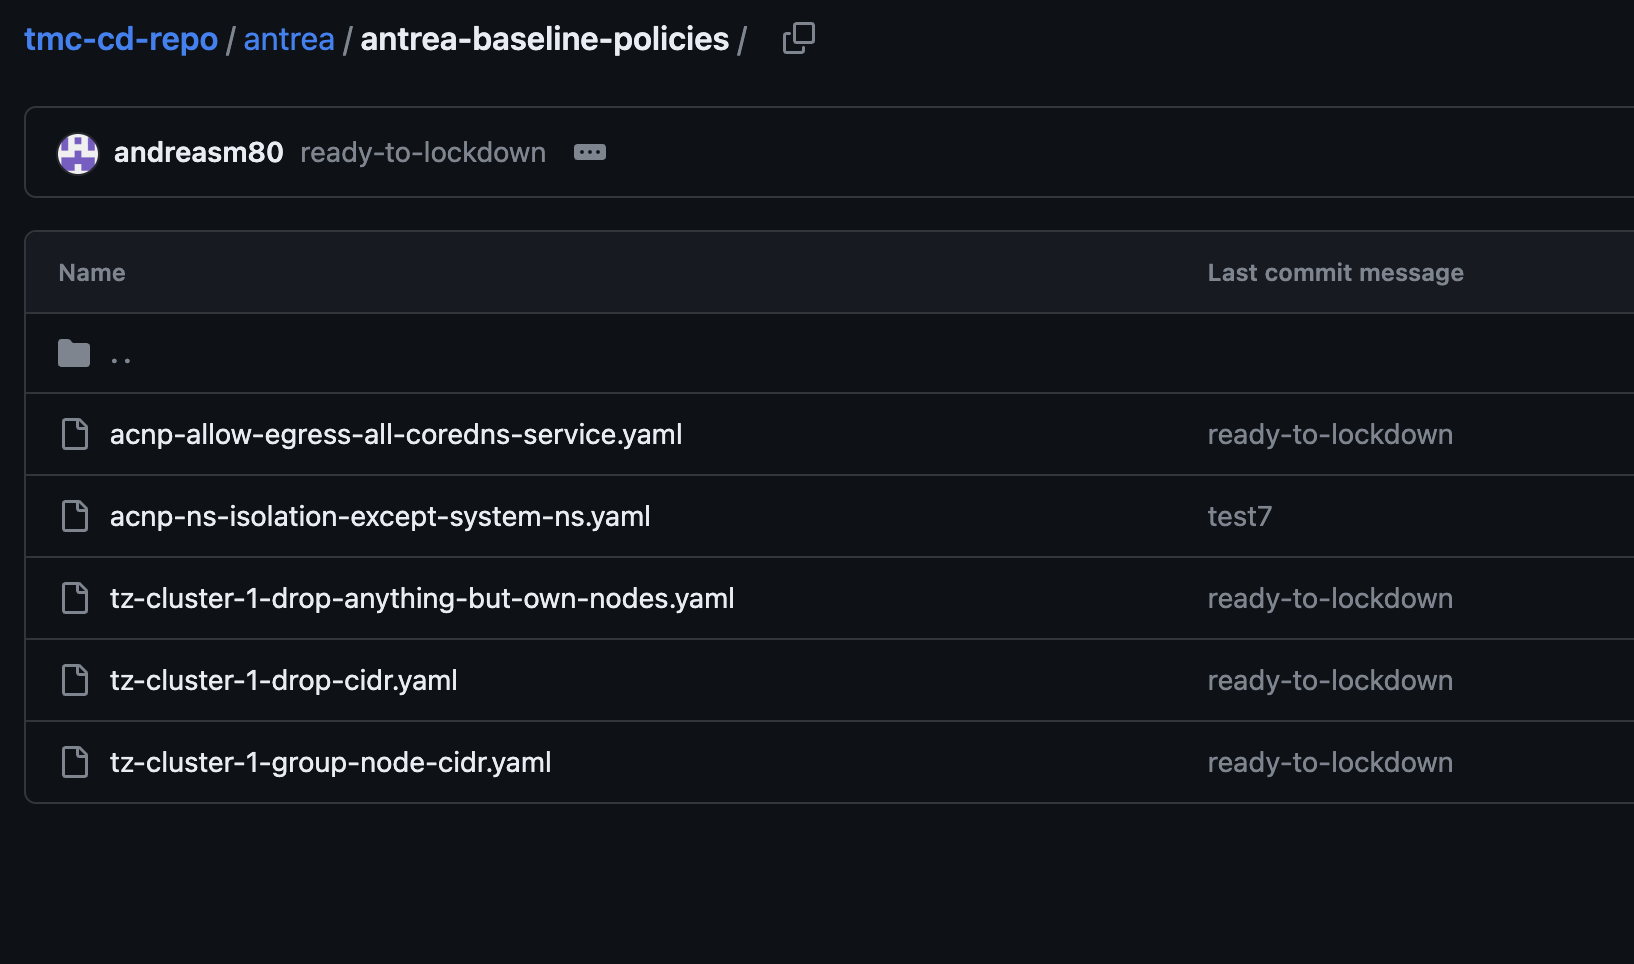 tmc-cd-repo / antrea / antrea-baseline-policies /
andreasm80 ready-to-lockdown
Name Last commit message
..
acnp-allow-egress-all-coredns-service.yaml ready-to-lockdown
acnp-ns-isolation-except-system-ns.yaml test7
tz-cluster-1-drop-anything-but-own-nodes.yaml ready-to-lockdown
tz-cluster-1-drop-cidr.yaml ready-to-lockdown
tz-cluster-1-group-node-cidr.yaml ready-to-lockdown